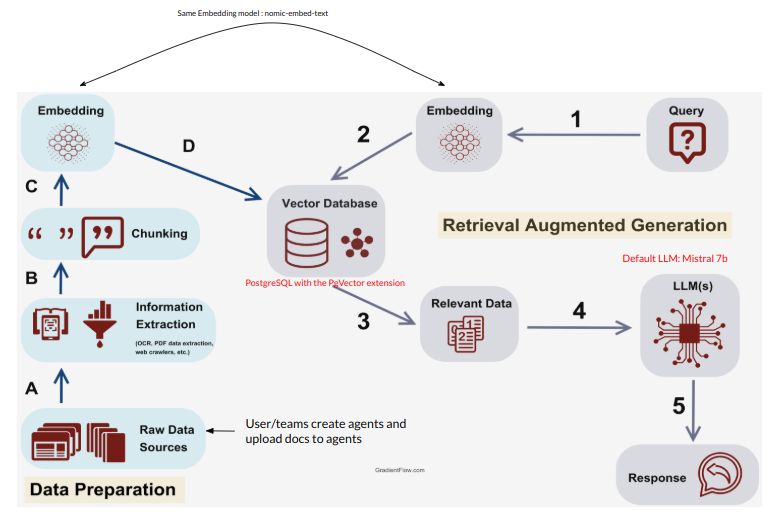 Same Embedding model : nomic-embed-text
Embedding
Embedding
Query
1
2
D
C
Vector Database
Chunking
Retrieval Augmented Generation
Default LLM: Mistral 7b
PostgreSQL with the PgVector extension
LLM(s)
B
Information
Extraction
(OCR, PDF data extraction,
web crawlers, etc.)
Relevant Data
3
4
A
5
Raw Data
Sources
User/teams create agents and
upload docs to agents
GradientFlow.com
Response
Data Preparation